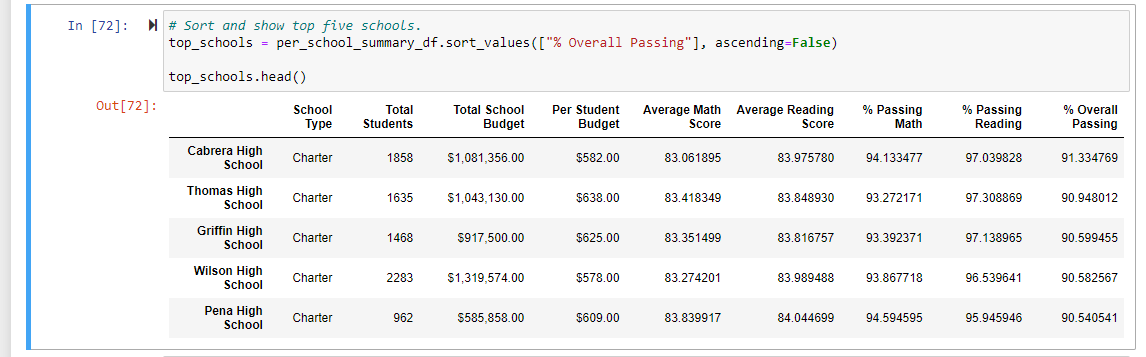 In [72]: # Sort and show top five schools.
top_schools = per_school_summary_df.sort_values(["% Overall Passing"], ascending=False)
top_schools.head()
Out[72]:
School Type Total Students Total School Budget Per Student Budget Average Math Score Average Reading Score % Passing Math % Passing Reading % Overall Passing
Cabrera High School Charter 1858 $1,081,356.00 $582.00 83.061895 83.975780 94.133477 97.039828 91.334769
Thomas High School Charter 1635 $1,043,130.00 $638.00 83.418349 83.848930 93.272171 97.308869 90.948012
Griffin High School Charter 1468 $917,500.00 $625.00 83.351499 83.816757 93.392371 97.138965 90.599455
Wilson High School Charter 2283 $1,319,574.00 $578.00 83.274201 83.989488 93.867718 96.539641 90.582567
Pena High School Charter 962 $585,858.00 $609.00 83.839917 84.044699 94.594595 95.945946 90.540541